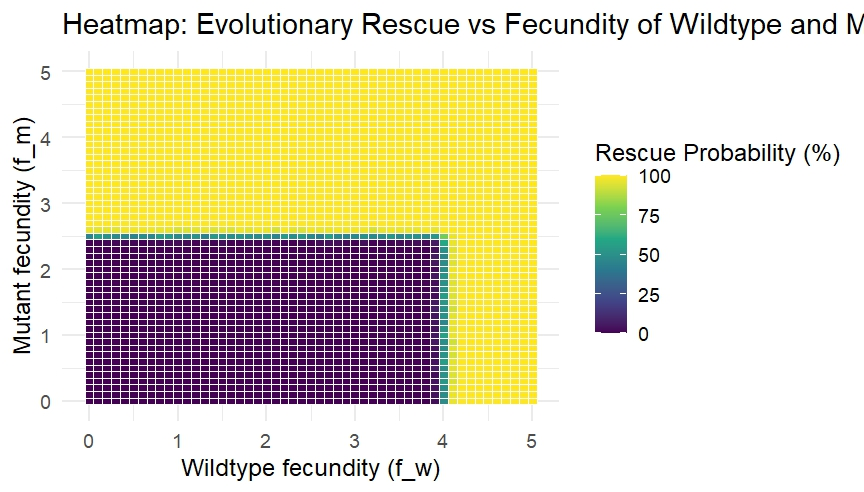 Heatmap: Evolutionary Rescue vs Fecundity of Wildtype and M
5
4
3
2
1
0
Mutant fecundity (f_m)
0 1 2 3 4 5
Wildtype fecundity (f_w)
Rescue Probability (%)
100
75
50
25
0